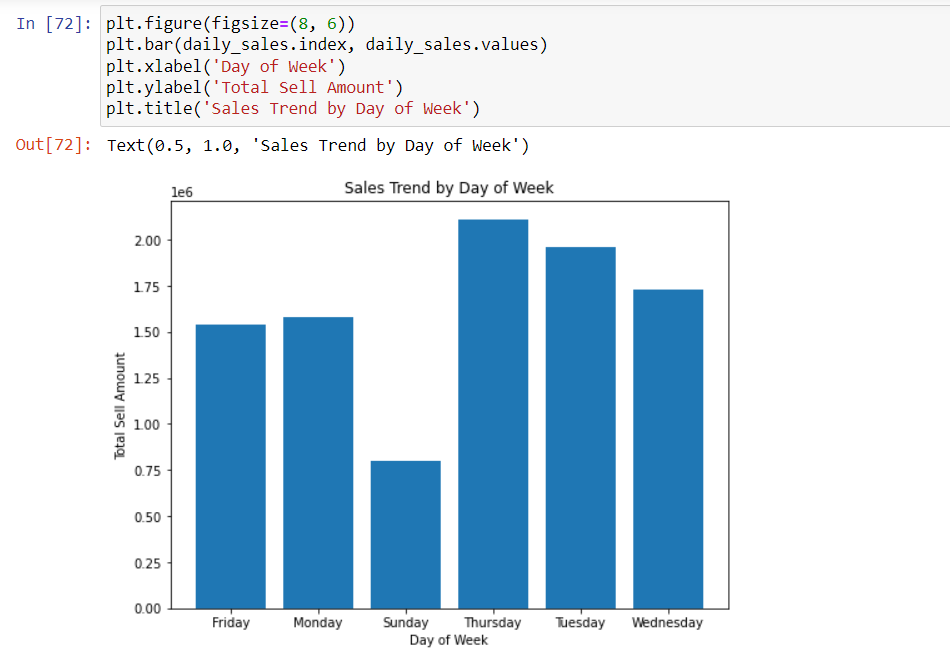 In [72]: plt.figure(figsize=(8, 6))
plt.bar(daily_sales.index, daily_sales.values)
plt.xlabel('Day of Week')
plt.ylabel('Total Sell Amount')
plt.title('Sales Trend by Day of Week')
Out[72]: Text(0.5, 1.0, 'Sales Trend by Day of Week')
Sales Trend by Day of Week
1e6
2.00
1.75
1.50
1.25
1.00
0.75
0.50
0.25
0.00
Total Sell Amount
Friday Monday Sunday Thursday Tuesday Wednesday
Day of Week